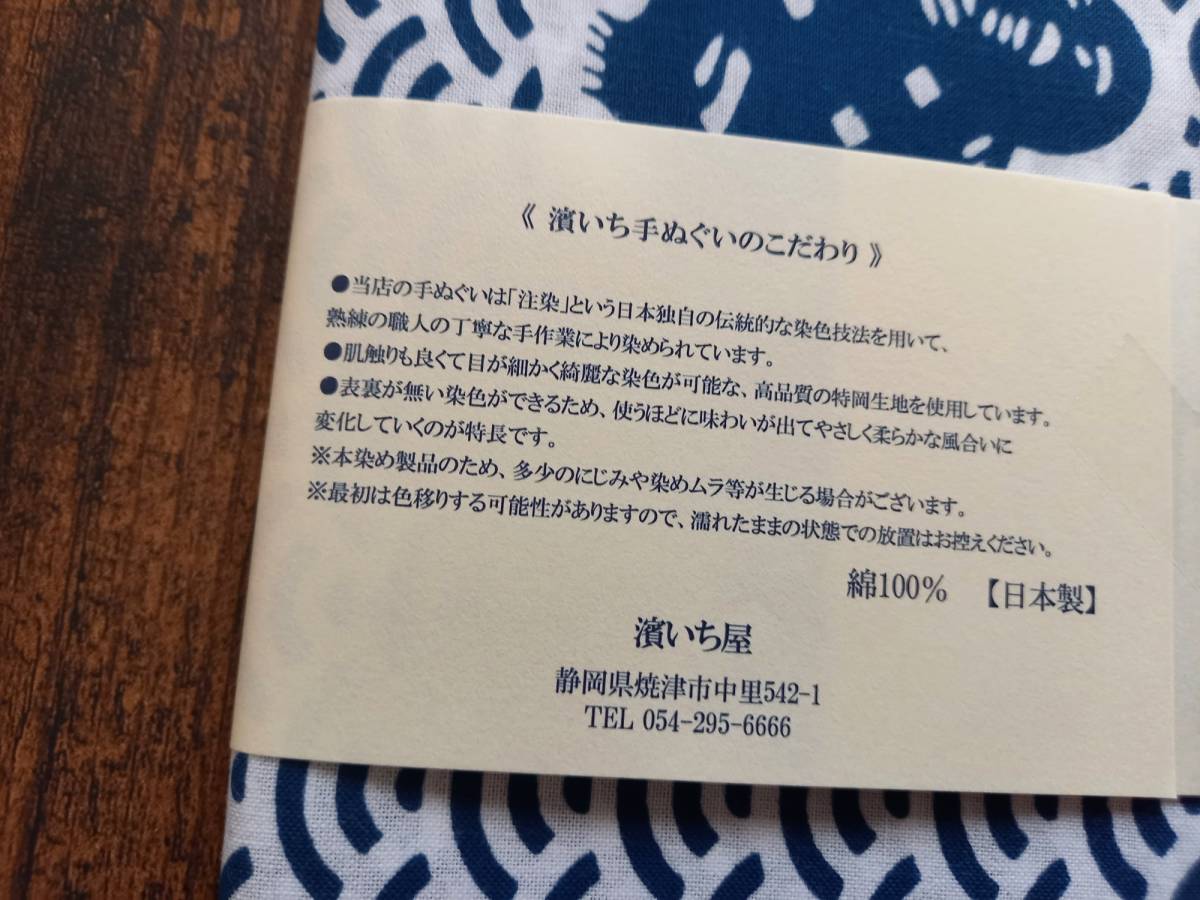 《 濱いち手ぬぐいのこだわり 》
●当店の手ぬぐいは「注染」という日本独自の伝統的な染色技法を用いて、
熟練の職人の丁寧な手作業により染められています。
●肌触りも良くて目が細かく綺麗な染色が可能な、高品質の特岡生地を使用しています。
●表裏が無い染色ができるため、使うほどに味わいが出てやさしく柔らかな風合いに
変化していくのが特長です。
※本染め製品のため、多少のにじみや染めムラ等が生じる場合がございます。
※最初は色移りする可能性がありますので、濡れたままの状態での放置はお控えください。
綿100% 【日本製】
濱いち屋
静岡県焼津市中里542-1
TEL 054-295-6666